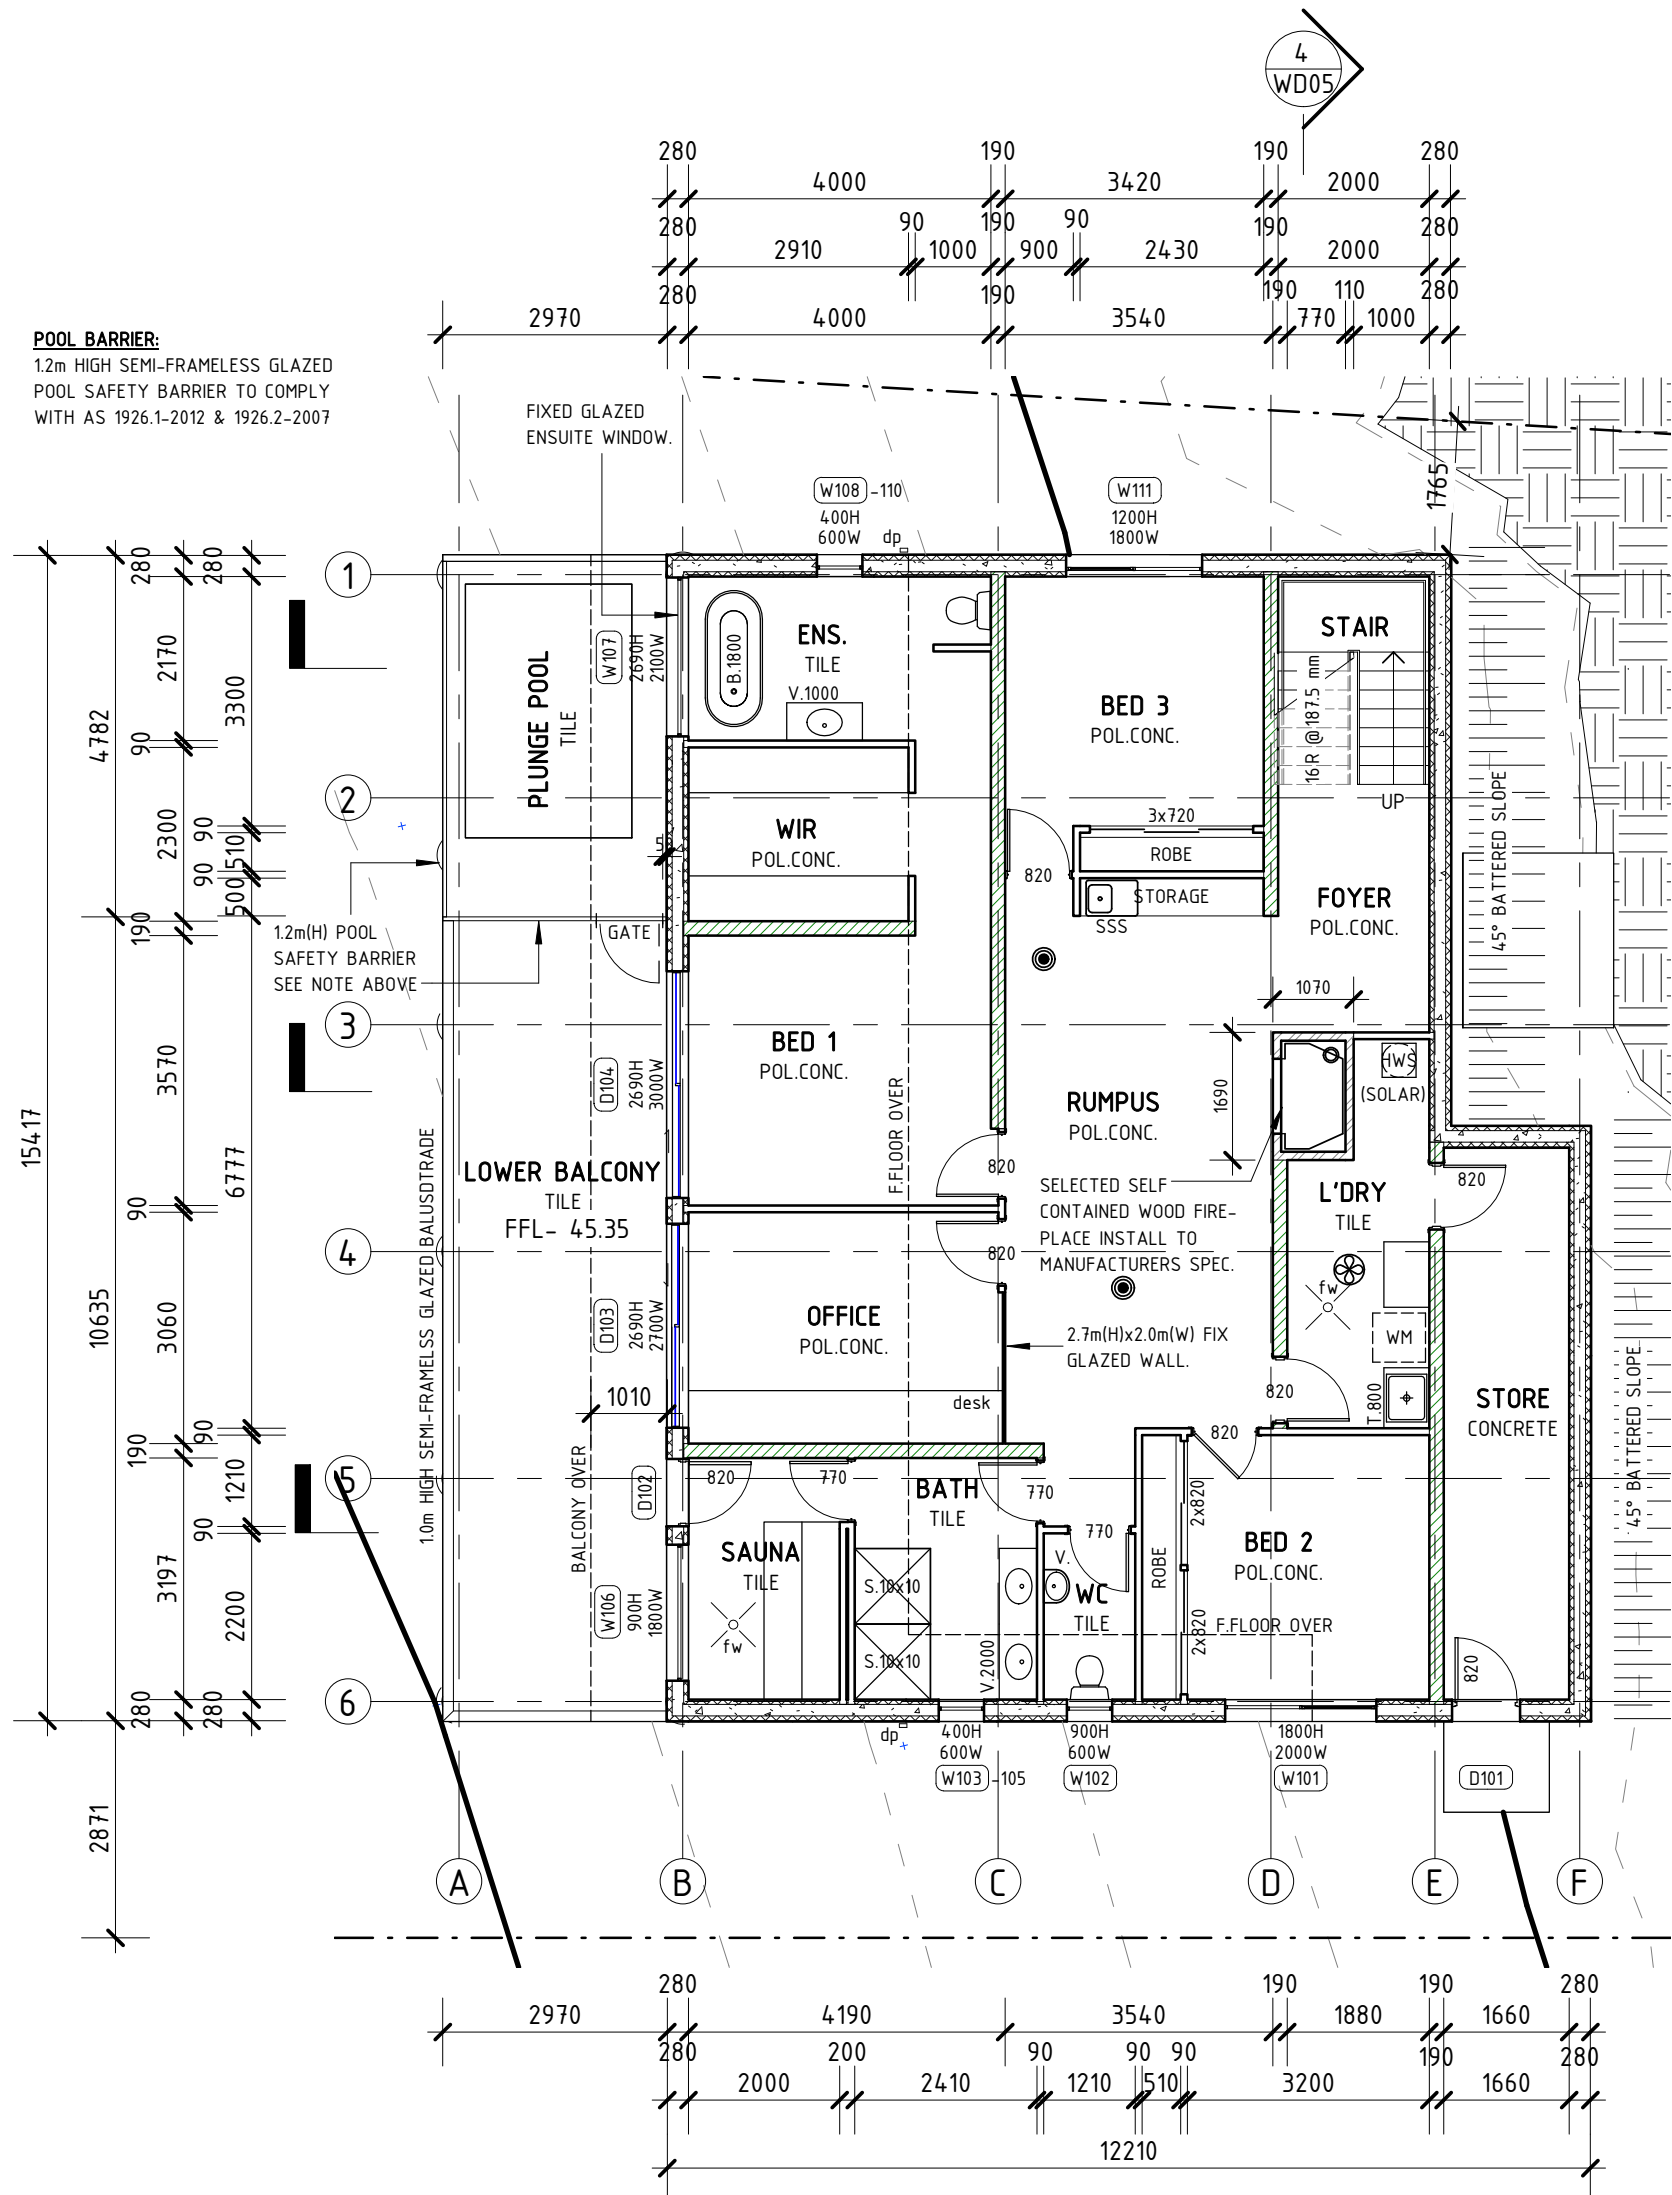 4
WD05
280
190
190
280
4000
3420
2000
280
90
190
90
190
280
2910
1000
900
2430
2000
280
190
190
110
280
2970
4000
3540
770
1000
POOL BARRIER:
1.2m HIGH SEMI-FRAMELESS GLAZED
POOL SAFETY BARRIER TO COMPLY
WITH AS 1926.1-2012 & 1926.2-2007
FIXED GLAZED
ENSUITE WINDOW.
W108 -110
400H
600W
dp
W111
1200H
1800W
1765
280
280
1
2170
3300
4782
90
2
2300
90
510
90
500
190
3
3570
15417
6777
90
4
10635
3060
90
190
5
1210
90
3197
2200
280
280
6
2871
PLUNGE POOL
TILE
W107
2690H
2100W
B.1800
ENS.
TILE
V.1000
BED 3
POL.CONC.
STAIR
16R @187.5 mm
UP
WIR
POL.CONC.
3x720
ROBE
820
STORAGE
SSS
FOYER
POL.CONC.
45° BATTERED SLOPE
1.2m(H) POOL
SAFETY BARRIER
SEE NOTE ABOVE
GATE
1070
BED 1
POL.CONC.
D104
2690H
3000W
F.FLOOR OVER
RUMPUS
POL.CONC.
1690
HWS
(SOLAR)
LOWER BALCONY
TILE
FFL- 45.35
1.0m HIGH SEMI-FRAMELSS GLAZED BALUSDTRADE
820
SELECTED SELF
CONTAINED WOOD FIRE-
PLACE INSTALL TO
MANUFACTURERS SPEC.
L'DRY
TILE
820
820
fw
OFFICE
POL.CONC.
D103
2690H
2700W
2.7m(H)x2.0m(W) FIX
GLAZED WALL.
WM
desk
1010
BALCONY OVER
820
T.800
STORE
CONCRETE
45° BATTERED SLOPE
820
D102
820
770
BATH
TILE
770
770
2x820
BED 2
POL.CONC.
SAUNA
TILE
fw
S.10x10
S.10x10
V.
WC
TILE
ROBE
2x820
F.FLOOR OVER
W106
900H
1800W
V.2000
820
dp
400H
600W
W103 -105
900H
600W
W102
1800H
2000W
W101
D101
A
B
C
D
E
F
280
190
190
280
2970
4190
3540
1880
1660
280
200
90
90
90
190
280
2000
2410
1210
510
3200
1660
12210